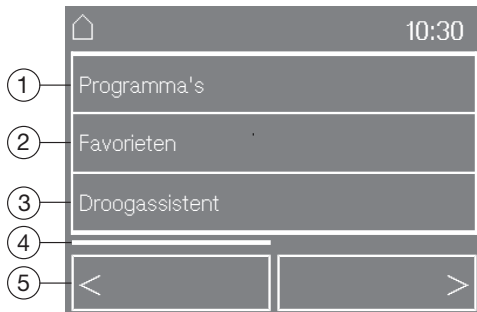 10:30
① Programma's
② Favorieten
③ Droogassistent
④
⑤ < >